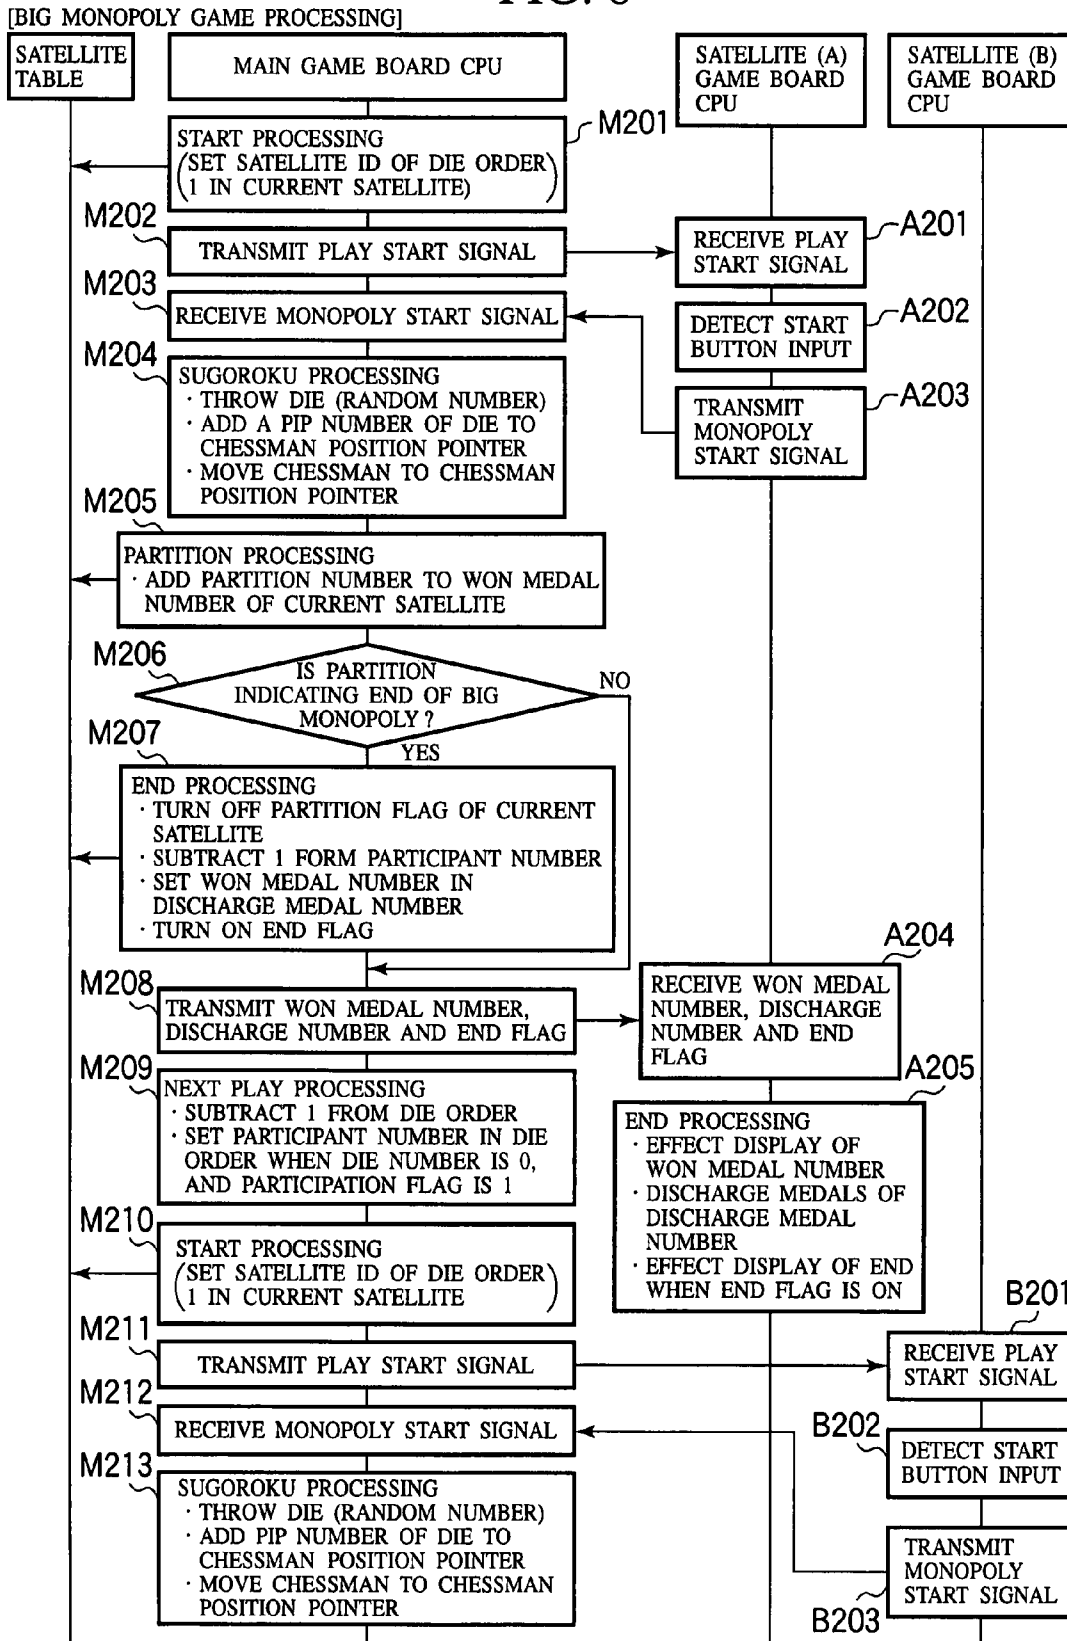 FIG. 6
[BIG MONOPOLY GAME PROCESSING]
SATELLITE
TABLE
MAIN GAME BOARD CPU
SATELLITE (A)
GAME BOARD
CPU
SATELLITE (B)
GAME BOARD
CPU
M201
START PROCESSING
(SET SATELLITE ID OF DIE ORDER
1 IN CURRENT SATELLITE)
M202
TRANSMIT PLAY START SIGNAL
A201
RECEIVE PLAY
START SIGNAL
M203
RECEIVE MONOPOLY START SIGNAL
A202
DETECT START
BUTTON INPUT
M204
SUGOROKU PROCESSING
· THROW DIE (RANDOM NUMBER)
· ADD A PIP NUMBER OF DIE TO
CHESSMAN POSITION POINTER
· MOVE CHESSMAN TO CHESSMAN
POSITION POINTER
A203
TRANSMIT
MONOPOLY
START SIGNAL
M205
PARTITION PROCESSING
· ADD PARTITION NUMBER TO WON MEDAL
NUMBER OF CURRENT SATELLITE
M206
IS PARTITION
INDICATING END OF BIG
MONOPOLY ?
NO
YES
M207
END PROCESSING
· TURN OFF PARTITION FLAG OF CURRENT
SATELLITE
· SUBTRACT 1 FORM PARTICIPANT NUMBER
· SET WON MEDAL NUMBER IN
DISCHARGE MEDAL NUMBER
· TURN ON END FLAG
M208
TRANSMIT WON MEDAL NUMBER,
DISCHARGE NUMBER AND END FLAG
A204
RECEIVE WON MEDAL
NUMBER, DISCHARGE
NUMBER AND END
FLAG
M209
NEXT PLAY PROCESSING
· SUBTRACT 1 FROM DIE ORDER
· SET PARTICIPANT NUMBER IN DIE
ORDER WHEN DIE NUMBER IS 0,
AND PARTICIPATION FLAG IS 1
A205
END PROCESSING
· EFFECT DISPLAY OF
WON MEDAL NUMBER
· DISCHARGE MEDALS OF
DISCHARGE MEDAL
NUMBER
· EFFECT DISPLAY OF END
WHEN END FLAG IS ON
M210
START PROCESSING
(SET SATELLITE ID OF DIE ORDER
1 IN CURRENT SATELLITE)
M211
TRANSMIT PLAY START SIGNAL
B201
RECEIVE PLAY
START SIGNAL
M212
RECEIVE MONOPOLY START SIGNAL
B202
DETECT START
BUTTON INPUT
M213
SUGOROKU PROCESSING
· THROW DIE (RANDOM NUMBER)
· ADD PIP NUMBER OF DIE TO
CHESSMAN POSITION POINTER
· MOVE CHESSMAN TO CHESSMAN
POSITION POINTER
TRANSMIT
MONOPOLY
START SIGNAL
B203